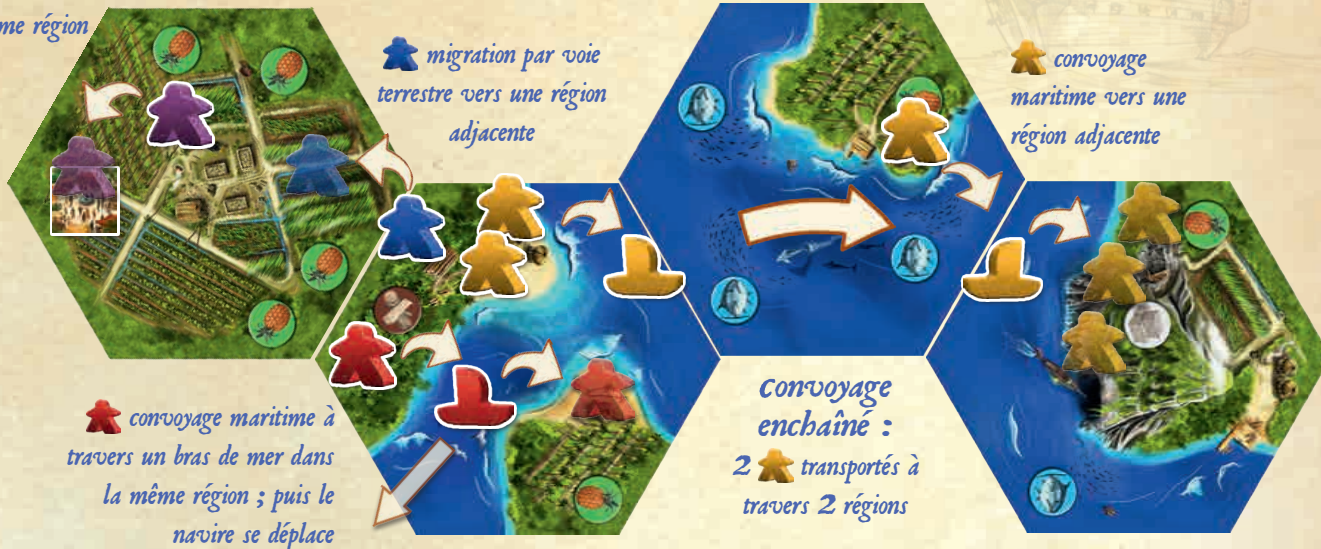 me région
migration par voie
terrestre vers une région
adjacente
convoyage
maritime vers une
région adjacente
convoyage maritime à
travers un bras de mer dans
la même région ; puis le
navire se déplace
Convoyage
enchaîné :
2 transportés à
travers 2 régions